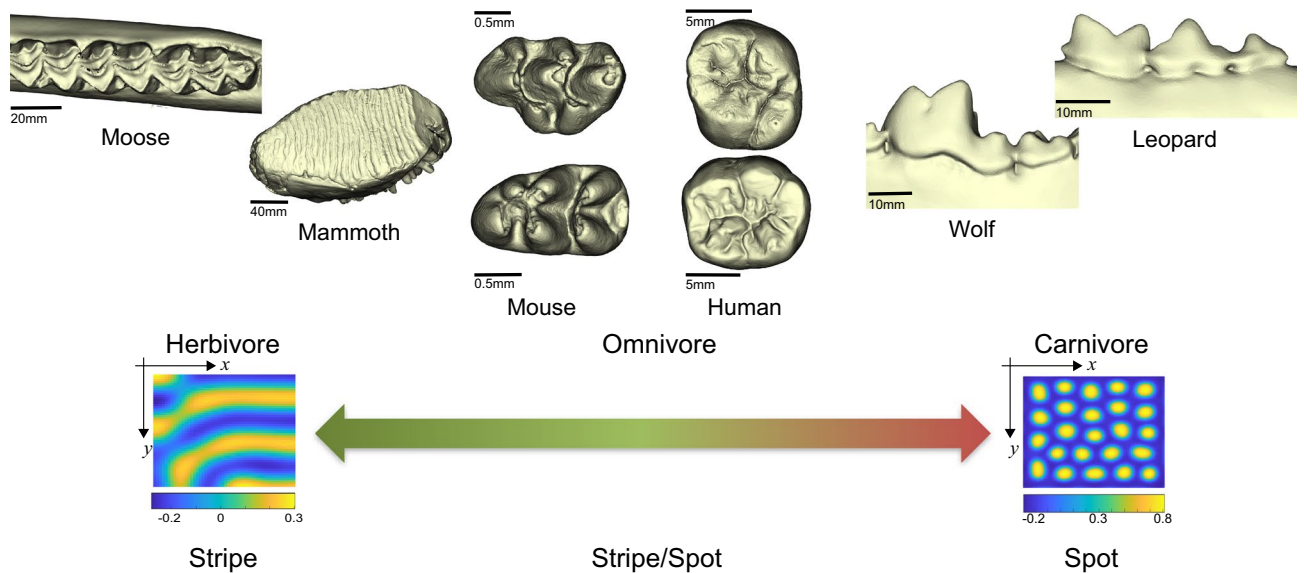 0.5mm
5mm
20mm
Moose
10mm
Leopard
40mm
Mammoth
10mm
Wolf
0.5mm
5mm
Mouse
Human
Herbivore
Omnivore
Carnivore
x
x
y
y
-0.2 0 0.3
-0.2 0.3 0.8
Stripe
Stripe/Spot
Spot